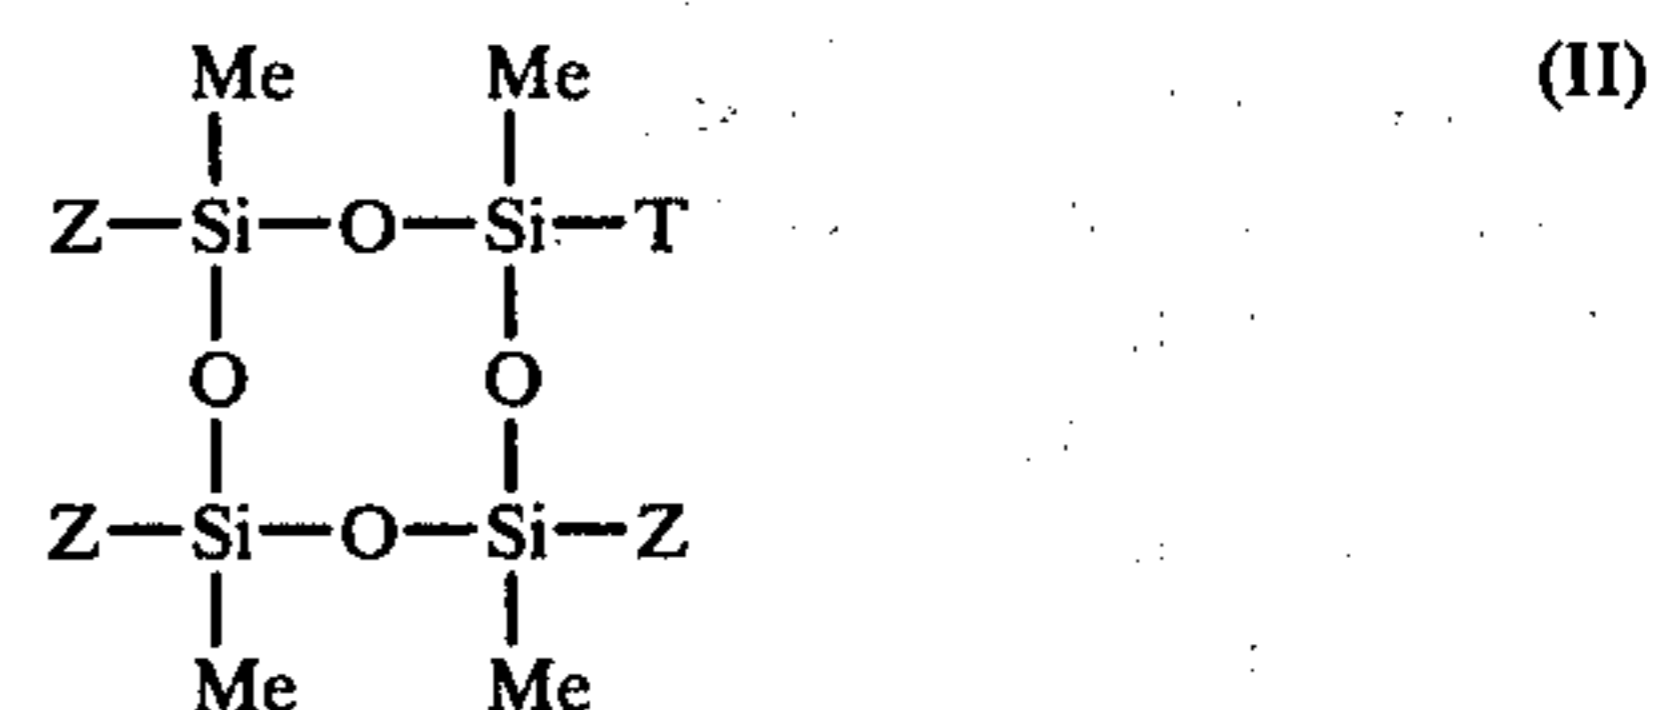 Me Me (II)
Z—Si—O—Si—T
O O
Z—Si—O—Si—Z
Me Me